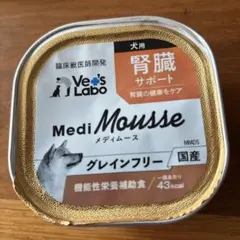 臨床獣医師開発
Vet's Labo
犬用
腎臓
サポート
腎臓の健康をケア
Medi Mousse
メディムース
グレインフリー
国産
機能性栄養補助食
43kcal